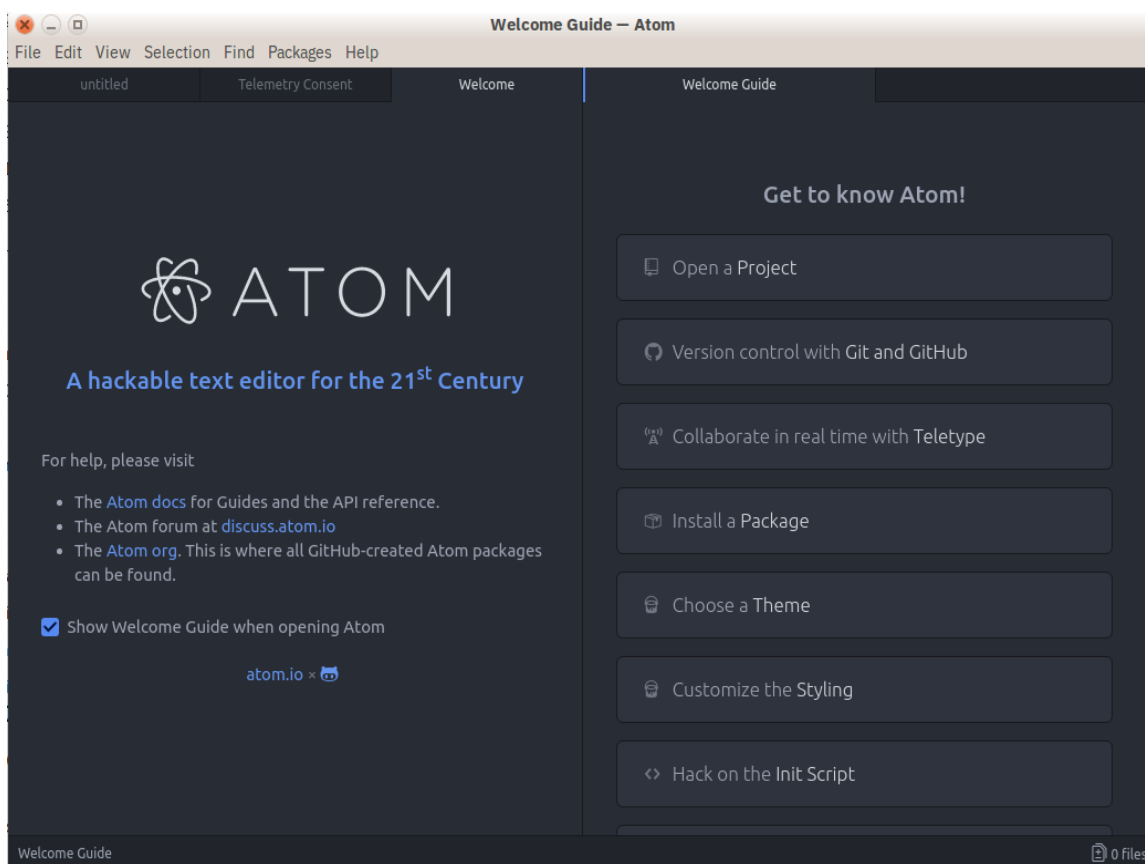 Welcome Guide — Atom
File Edit View Selection Find Packages Help
untitled Telemetry Consent Welcome Welcome Guide
ATOM
A hackable text editor for the 21st Century
For help, please visit
• The Atom docs for Guides and the API reference.
• The Atom forum at discuss.atom.io
• The Atom org. This is where all GitHub-created Atom packages
can be found.
Show Welcome Guide when opening Atom
atom.io ×
Get to know Atom!
Open a Project
Version control with Git and GitHub
Collaborate in real time with Teletype
Install a Package
Choose a Theme
Customize the Styling
Hack on the Init Script
Welcome Guide
0 files